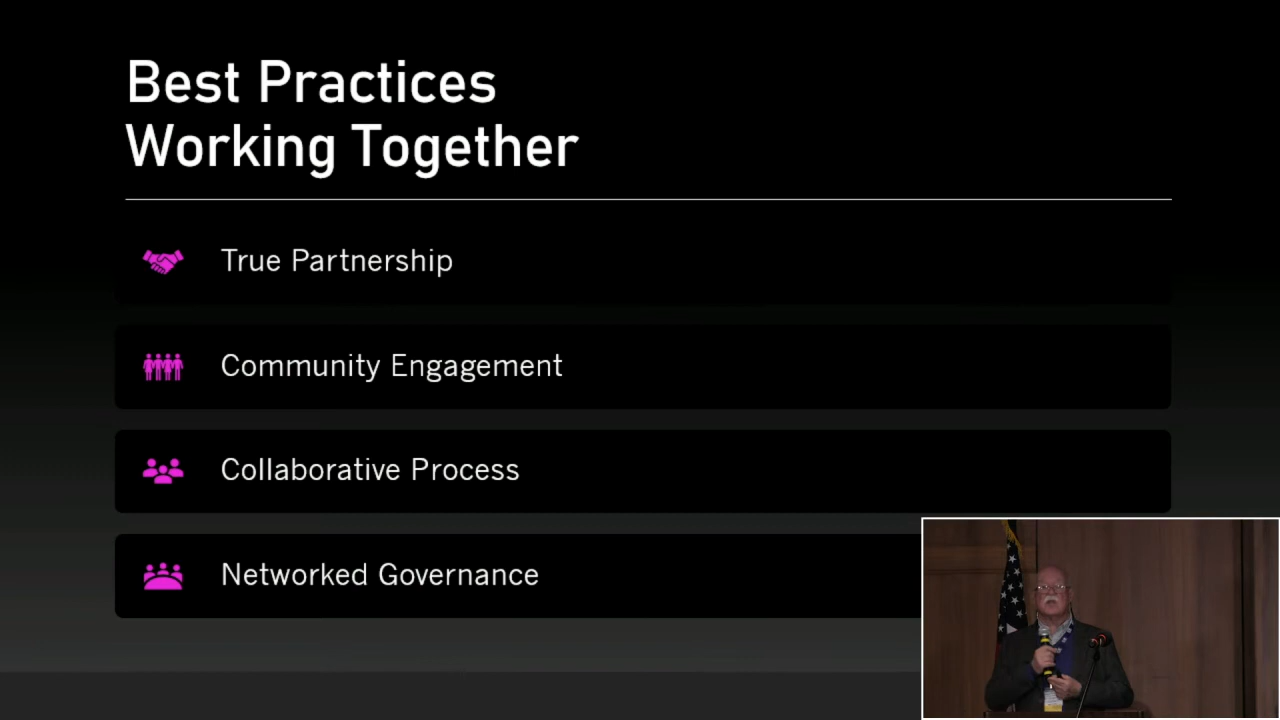 Best Practices
Working Together
True Partnership
Community Engagement
Collaborative Process
Networked Governance